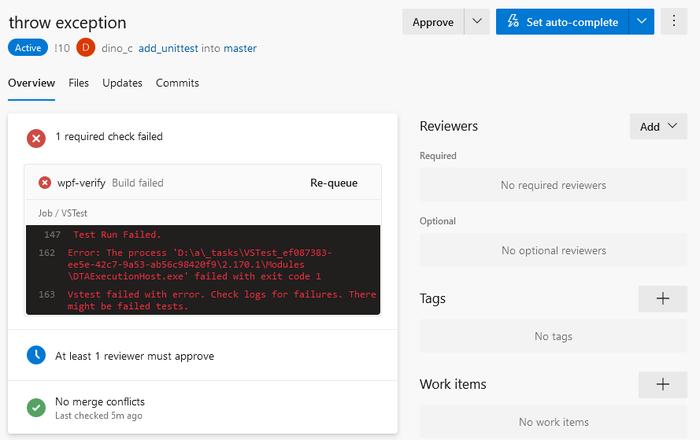 throw exception
Approve
Set auto-complete
Active !10 D dino_c add_unittest into master
Overview Files Updates Commits
1 required check failed
wpf-verify Build failed Re-queue
Job / VSTest
147 Test Run Failed.
162 Error: The process 'D:\a\_tasks\VSTest_ef087383-
ee5e-42c7-9a53-ab56c98420f9\2.170.1\Modules
\DTAExecutionHost.exe' failed with exit code 1
163 Vstest failed with error. Check logs for failures. There
might be failed tests.
At least 1 reviewer must approve
No merge conflicts
Last checked 5m ago
Reviewers
Add
Required
No required reviewers
Optional
No optional reviewers
Tags
No tags
Work items
No work items